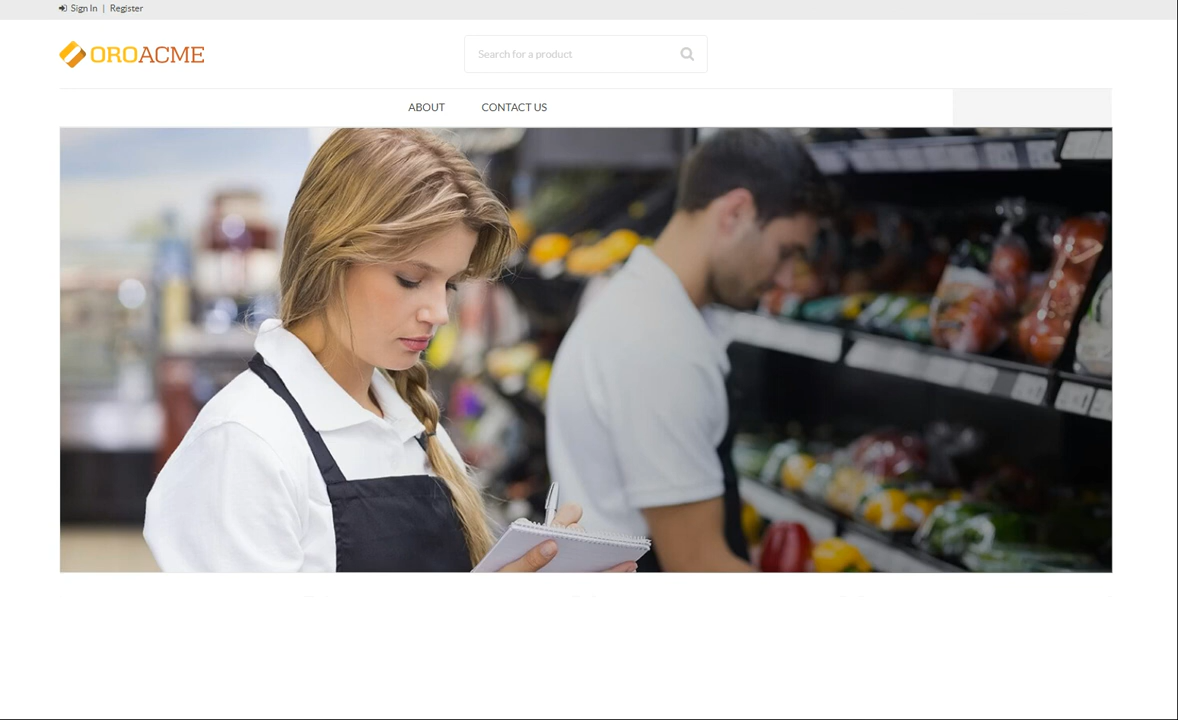 Sign In | Register
OROACME
Search for a product
ABOUT CONTACT US